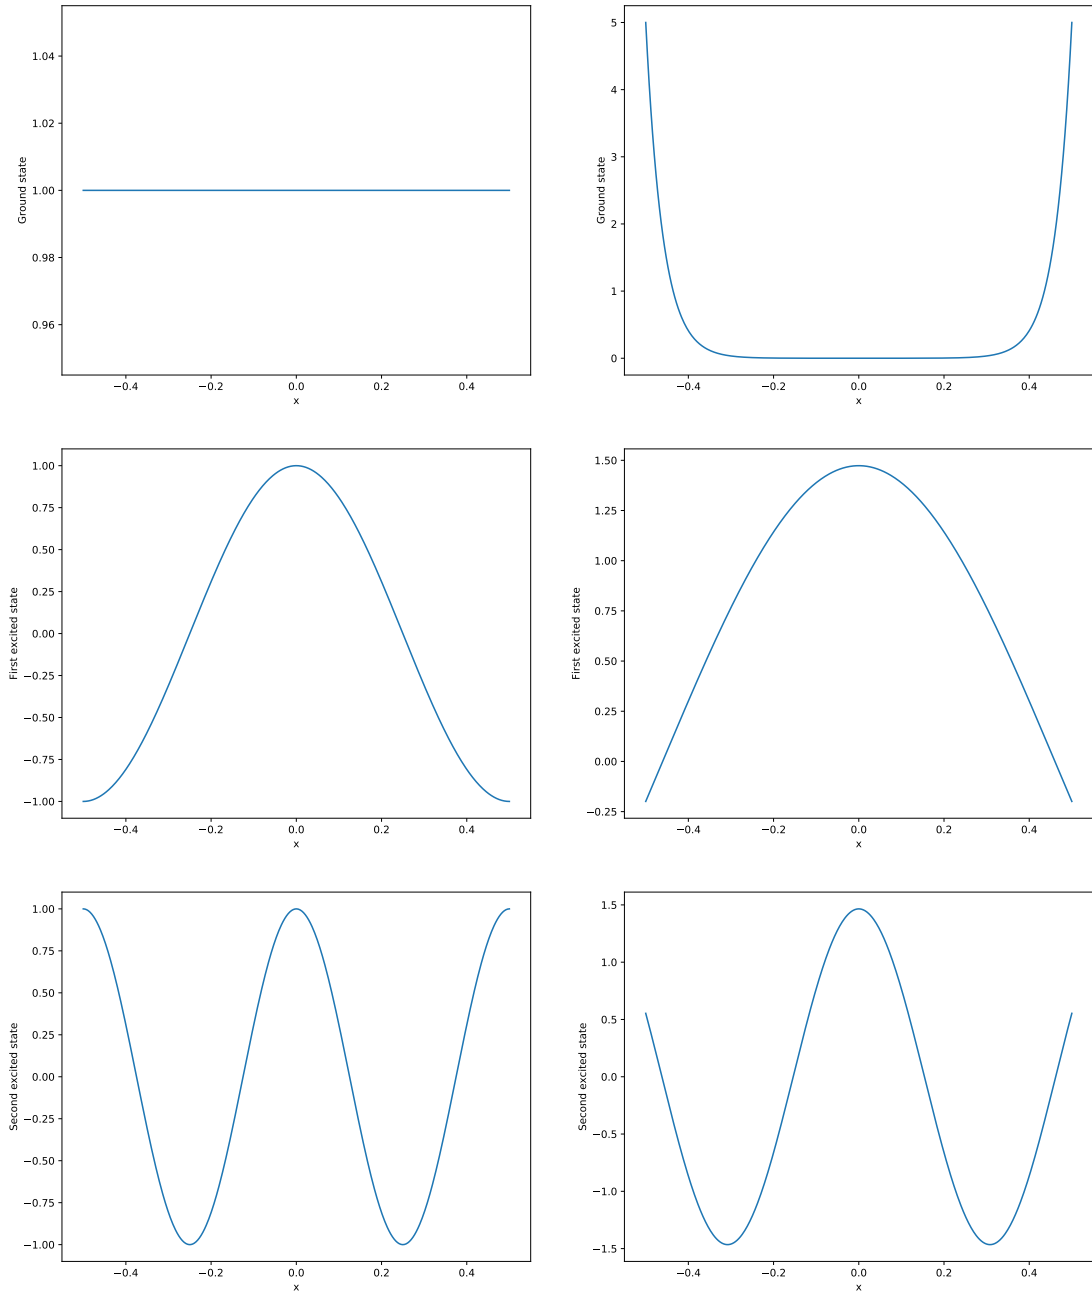 1.04
1.02
1.00
0.98
0.96
Ground state
−0.4 −0.2 0.0 0.2 0.4
x
5
4
3
2
1
0
Ground state
−0.4 −0.2 0.0 0.2 0.4
x
1.00
0.75
0.50
0.25
0.00
−0.25
−0.50
−0.75
−1.00
First excited state
−0.4 −0.2 0.0 0.2 0.4
x
1.50
1.25
1.00
0.75
0.50
0.25
0.00
−0.25
First excited state
−0.4 −0.2 0.0 0.2 0.4
x
1.00
0.75
0.50
0.25
0.00
−0.25
−0.50
−0.75
−1.00
Second excited state
−0.4 −0.2 0.0 0.2 0.4
x
1.5
1.0
0.5
0.0
−0.5
−1.0
−1.5
Second excited state
−0.4 −0.2 0.0 0.2 0.4
x